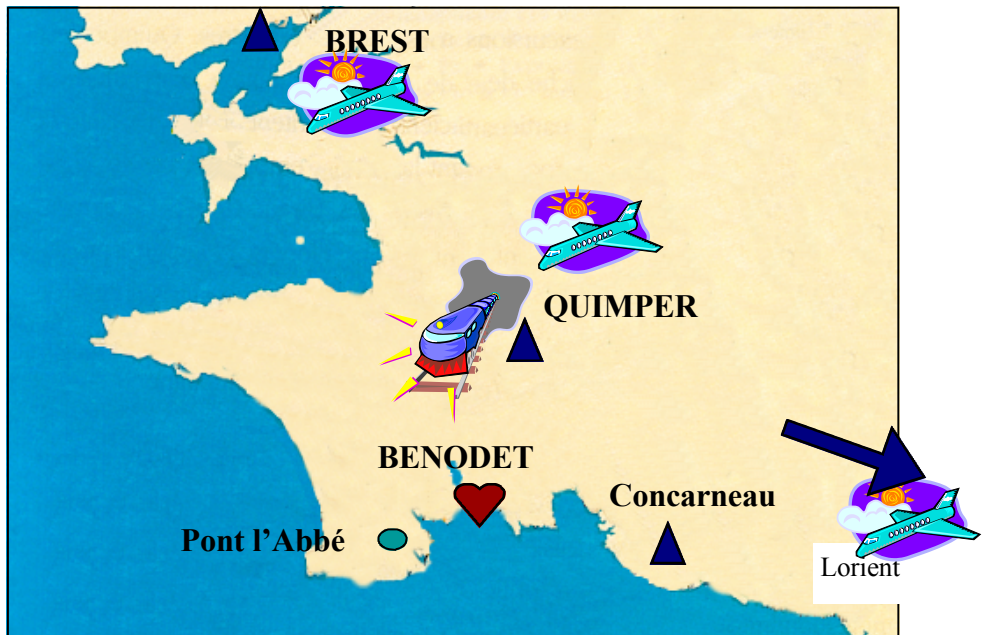 BREST
QUIMPER
BENODET
Concarneau
Pont l’Abbé
Lorient